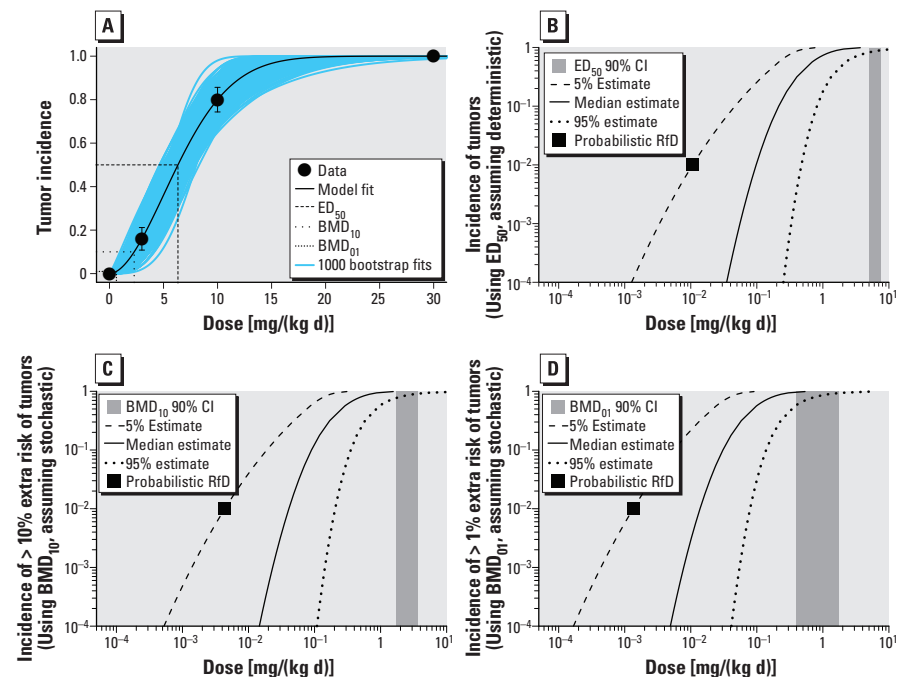 A
Tumor incidence
1.0
0.8
0.6
0.4
0.2
0
0 5 10 15 20 25 30
Dose [mg/(kg d)]
Data
Model fit
ED50
BMD10
BMD01
1000 bootstrap fits
B
Incidence of tumors
(Using ED50, assuming deterministic)
1
10–1
10–2
10–3
10–4
10–4 10–3 10–2 10–1 1 101
Dose [mg/(kg d)]
ED50 90% CI
5% Estimate
Median estimate
95% estimate
Probabilistic RfD
C
Incidence of > 10% extra risk of tumors
(Using BMD10, assuming stochastic)
1
10–1
10–2
10–3
10–4
10–4 10–3 10–2 10–1 1 101
Dose [mg/(kg d)]
BMD10 90% CI
5% Estimate
Median estimate
95% estimate
Probabilistic RfD
D
Incidence of > 1% extra risk of tumors
(Using BMD01, assuming stochastic)
1
10–1
10–2
10–3
10–4
10–4 10–3 10–2 10–1 1 101
Dose [mg/(kg d)]
BMD01 90% CI
5% Estimate
Median estimate
95% estimate
Probabilistic RfD